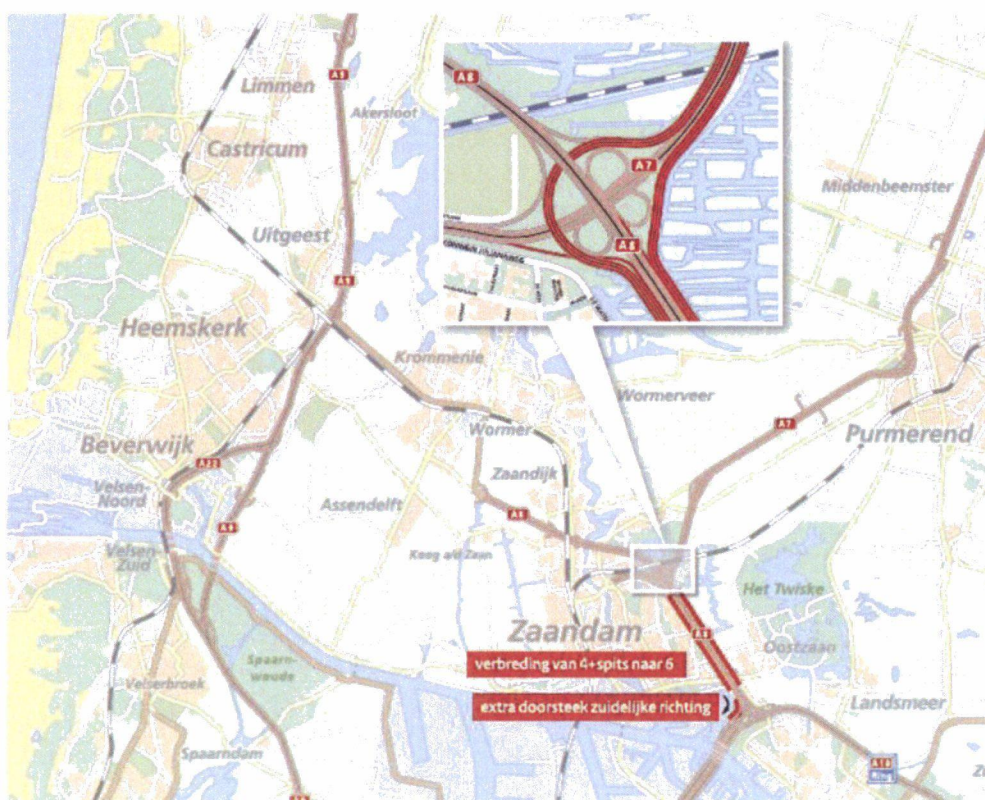 Limmen
A9
Akersloot
Castricum
Uitgeest
A9
Heemskerk
Krommenie
Beverwijk
A22
Velsen-
Noord
A9
Velsen-
Zuid
Assendelft
Wormer
Zaandijk
A8
Koog a/d Zaan
Wormerveer
A7
Purmerend
Middenbeemster
A8
A7
A8
Het Twiske
Zaandam
A8
Oostzaan
verbreding van 4+spits naar 6
extra doorsteek zuidelijke richting
Landsmeer
A10
Ring
Spaarn-
woude
Velserbroek
Spaarndam